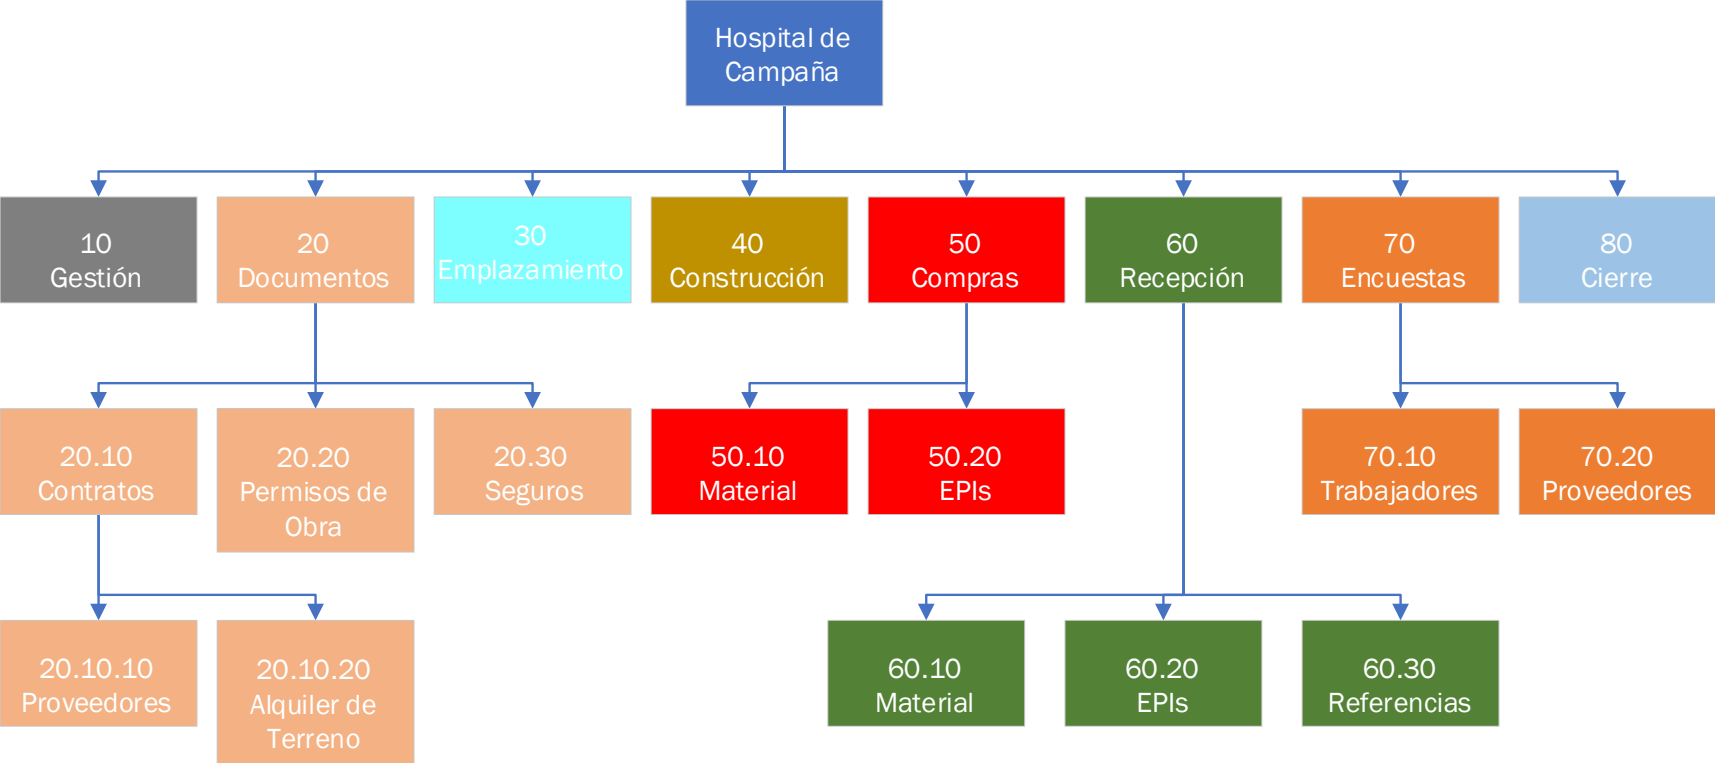 Hospital de
Campaña
10
Gestión
20
Documentos
30
Emplazamiento
40
Construcción
50
Compras
60
Recepción
70
Encuestas
80
Cierre
20.10
Contratos
20.20
Permisos de
Obra
20.30
Seguros
50.10
Material
50.20
EPIs
70.10
Trabajadores
70.20
Proveedores
20.10.10
Proveedores
20.10.20
Alquiler de
Terreno
60.10
Material
60.20
EPIs
60.30
Referencias